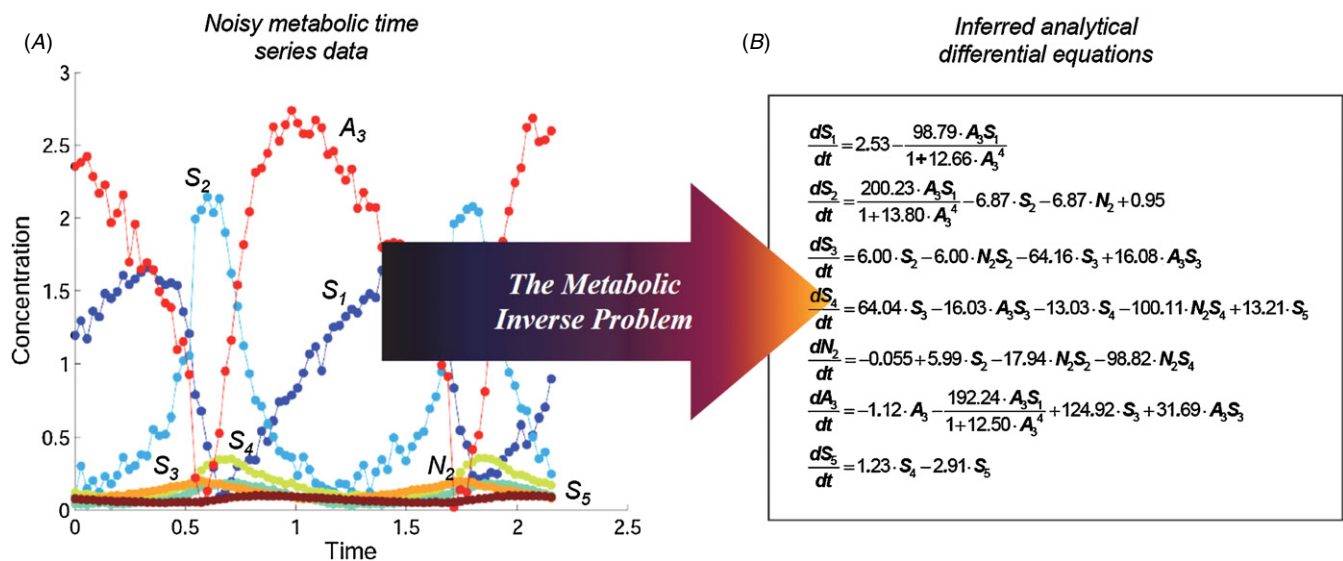 (A)
Noisy metabolic time
series data
3
2.5
2
1.5
1
0.5
0
Concentration
0
0.5
1
1.5
2
2.5
Time
A₃
S₂
S₁
S₄
S₃
N₂
S₅
The Metabolic
Inverse Problem
(B)
Inferred analytical
differential equations
dS₁/dt = 2.53 − 98.79 · A₃S₁ / 1 + 12.66 · A₃⁴
dS₂/dt = 200.23 · A₃S₁ / 1 + 13.80 · A₃⁴ − 6.87 · S₂ − 6.87 · N₂ + 0.95
dS₃/dt = 6.00 · S₂ − 6.00 · N₂S₂ − 64.16 · S₃ + 16.08 · A₃S₃
dS₄/dt = 64.04 · S₃ − 16.03 · A₃S₃ − 13.03 · S₄ − 100.11 · N₂S₄ + 13.21 · S₅
dN₂/dt = −0.055 + 5.99 · S₂ − 17.94 · N₂S₂ − 98.82 · N₂S₄
dA₃/dt = −1.12 · A₃ − 192.24 · A₃S₁ / 1 + 12.50 · A₃⁴ + 124.92 · S₃ + 31.69 · A₃S₃
dS₅/dt = 1.23 · S₄ − 2.91 · S₅